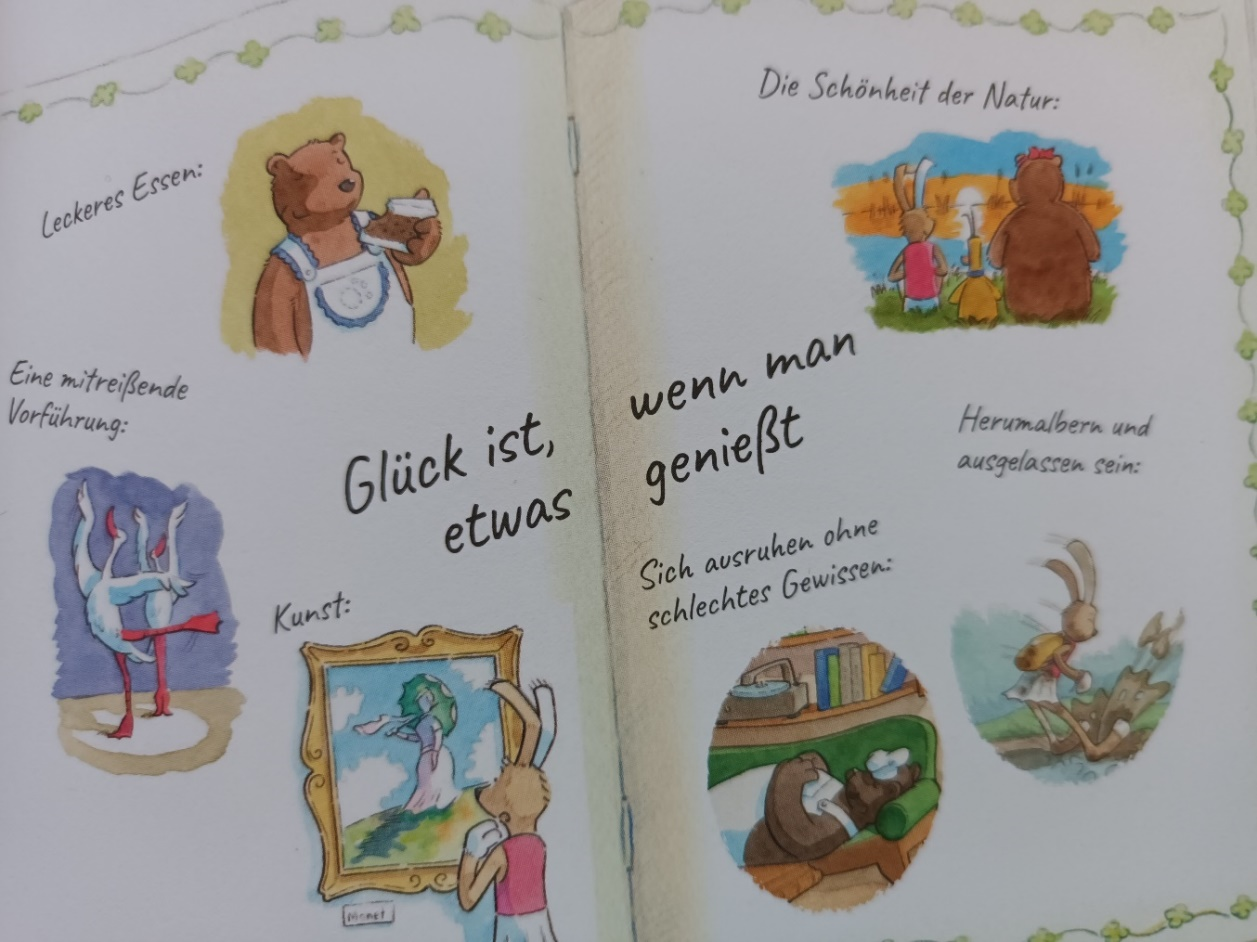 Leckeres Essen:
Die Schönheit der Natur:
Eine mitreißende
Vorführung:
Glück ist, wenn man
etwas genießt
Herumalbern und
ausgelassen sein:
Kunst:
Sich ausruhen ohne
schlechtes Gewissen:
Monet